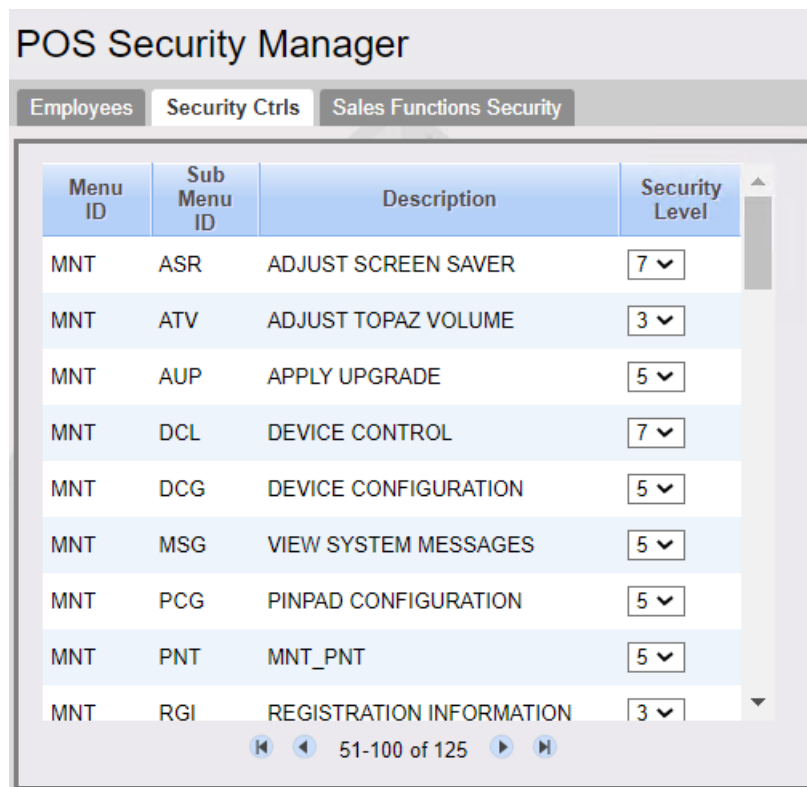 POS Security Manager
Employees Security Ctrls Sales Functions Security
Menu ID Sub Menu ID Description Security Level
MNT ASR ADJUST SCREEN SAVER 7
MNT ATV ADJUST TOPAZ VOLUME 3
MNT AUP APPLY UPGRADE 5
MNT DCL DEVICE CONTROL 7
MNT DCG DEVICE CONFIGURATION 5
MNT MSG VIEW SYSTEM MESSAGES 5
MNT PCG PINPAD CONFIGURATION 5
MNT PNT MNT_PNT 5
MNT RGI REGISTRATION INFORMATION 3
51-100 of 125